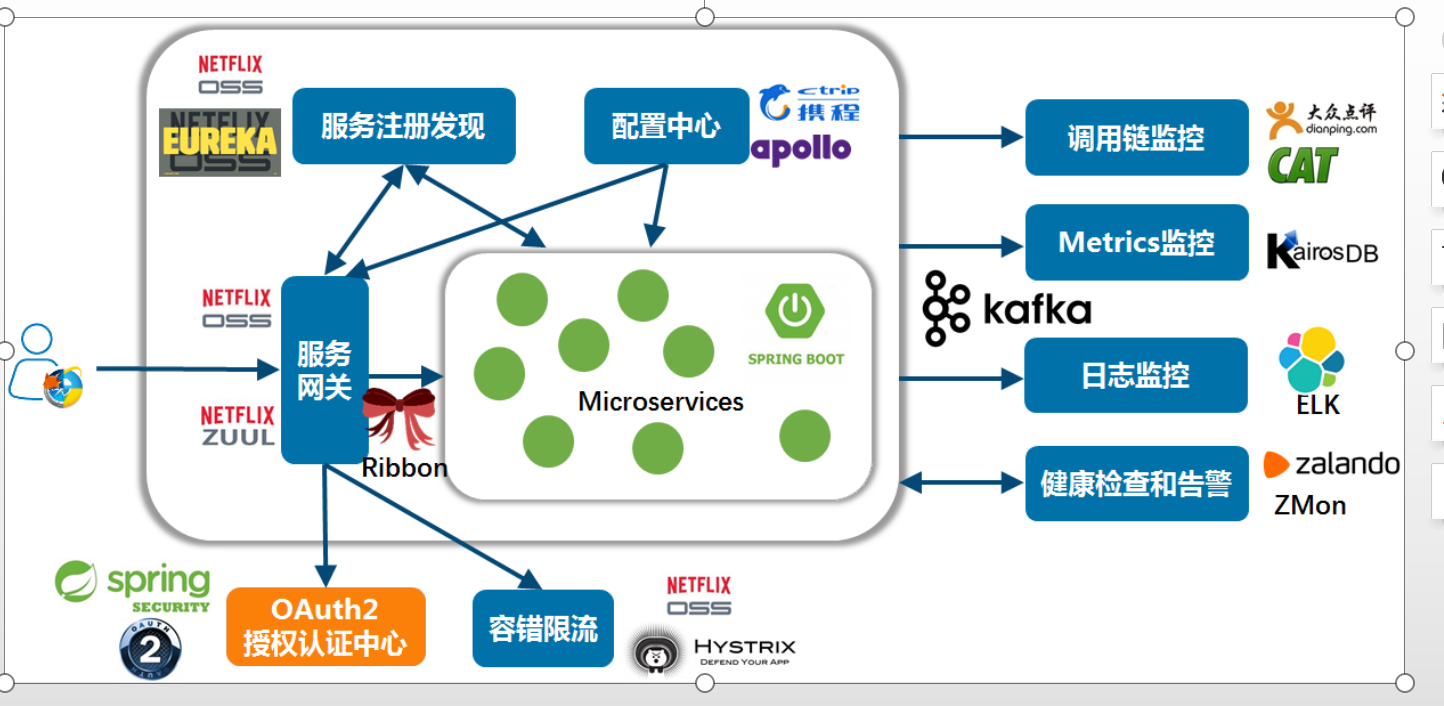 NETFLIX
OSS
NETFLIX
EUREKA
OSS
服务注册发现
配置中心
ctrip
携程
apollo
调用链监控
大众点评
dianping.com
CAT
Metrics监控
KairosDB
NETFLIX
OSS
服务
网关
NETFLIX
ZUUL
Ribbon
SPRING BOOT
Microservices
kafka
日志监控
ELK
健康检查和告警
zalando
ZMon
spring
SECURITY
OAUTH
2
OAuth2
授权认证中心
容错限流
NETFLIX
OSS
HYSTRIX
DEFEND YOUR APP